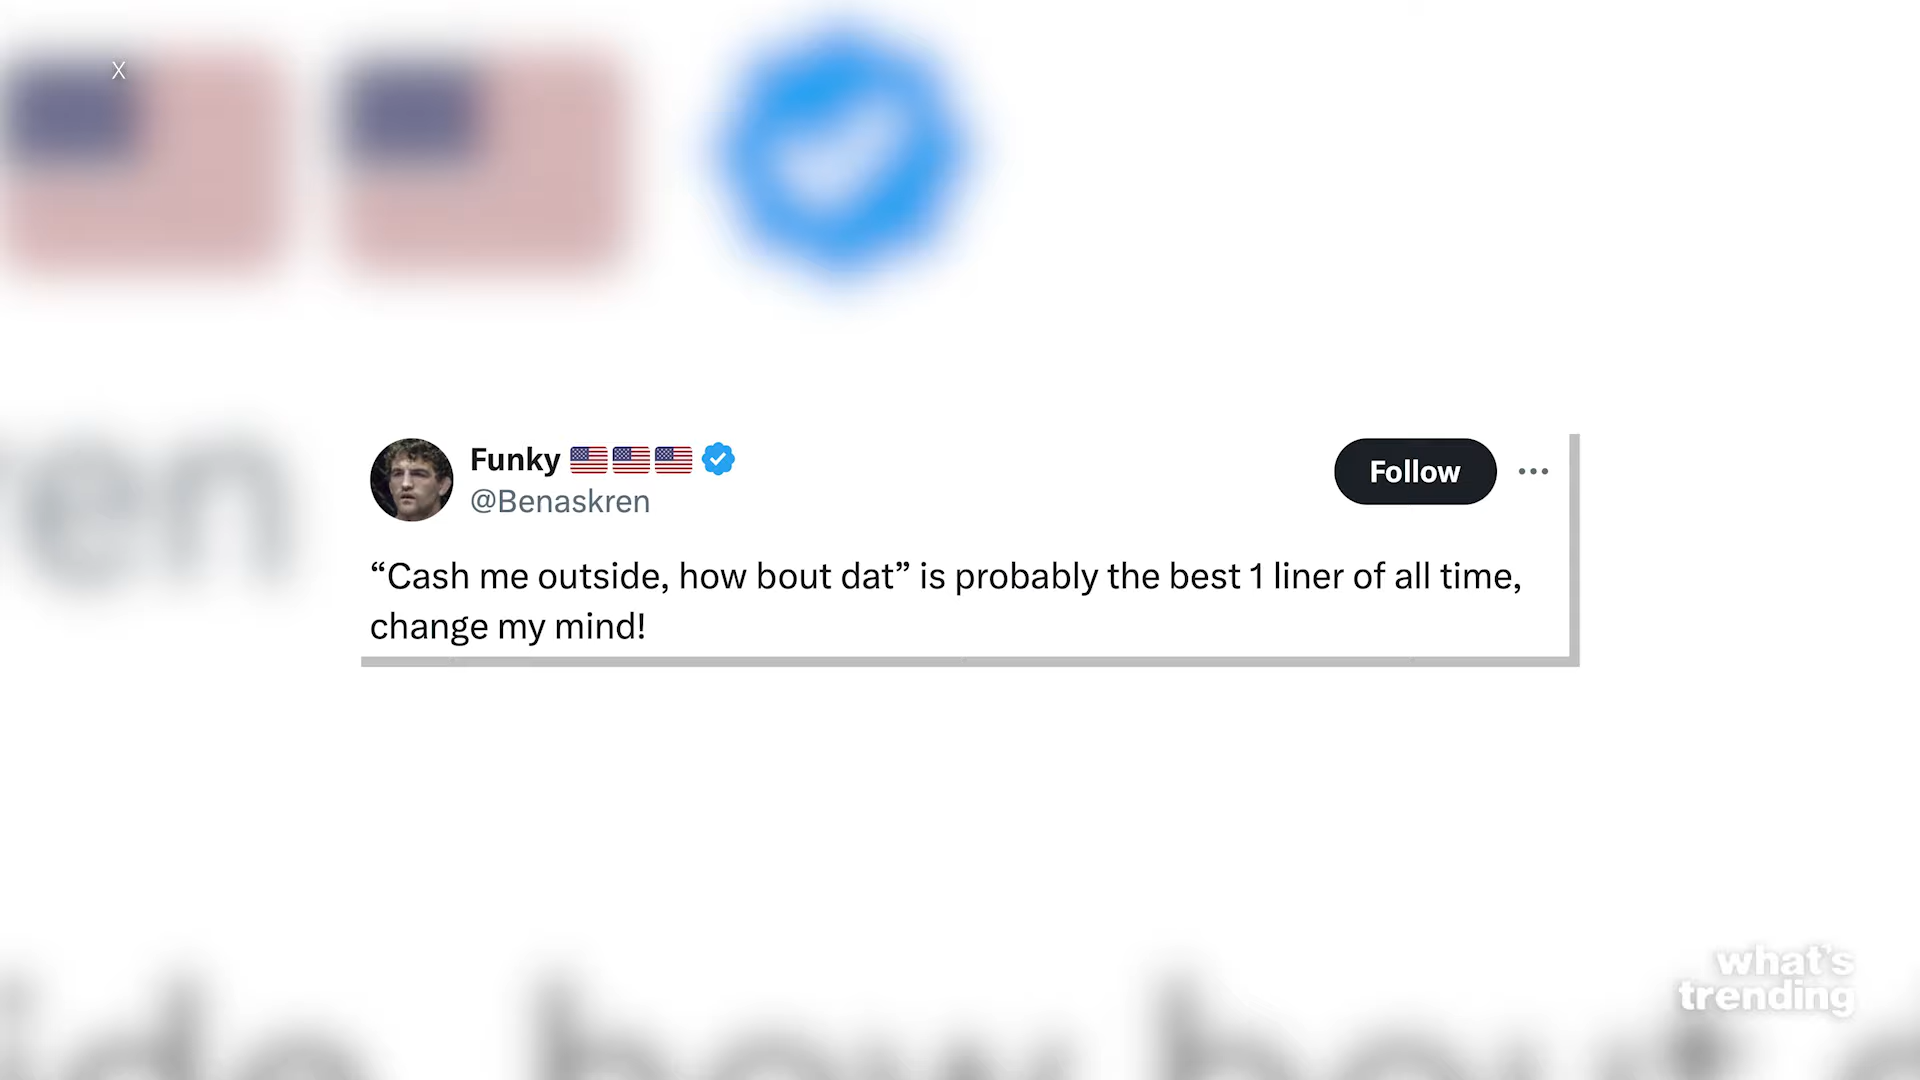 X
Funky
@Benaskren
Follow
“Cash me outside, how bout dat” is probably the best 1 liner of all time,
change my mind!
what's
trending